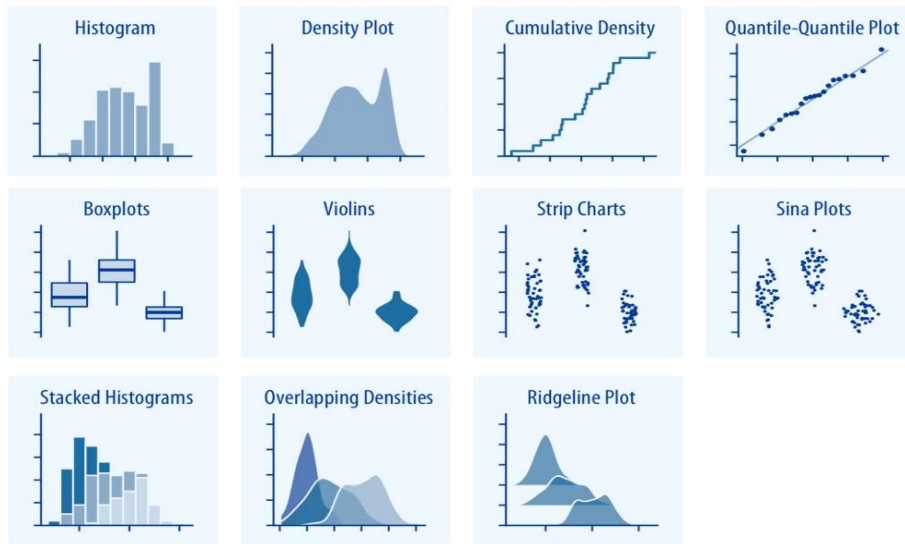 Histogram
Density Plot
Cumulative Density
Quantile-Quantile Plot
Boxplots
Violins
Strip Charts
Sina Plots
Stacked Histograms
Overlapping Densities
Ridgeline Plot